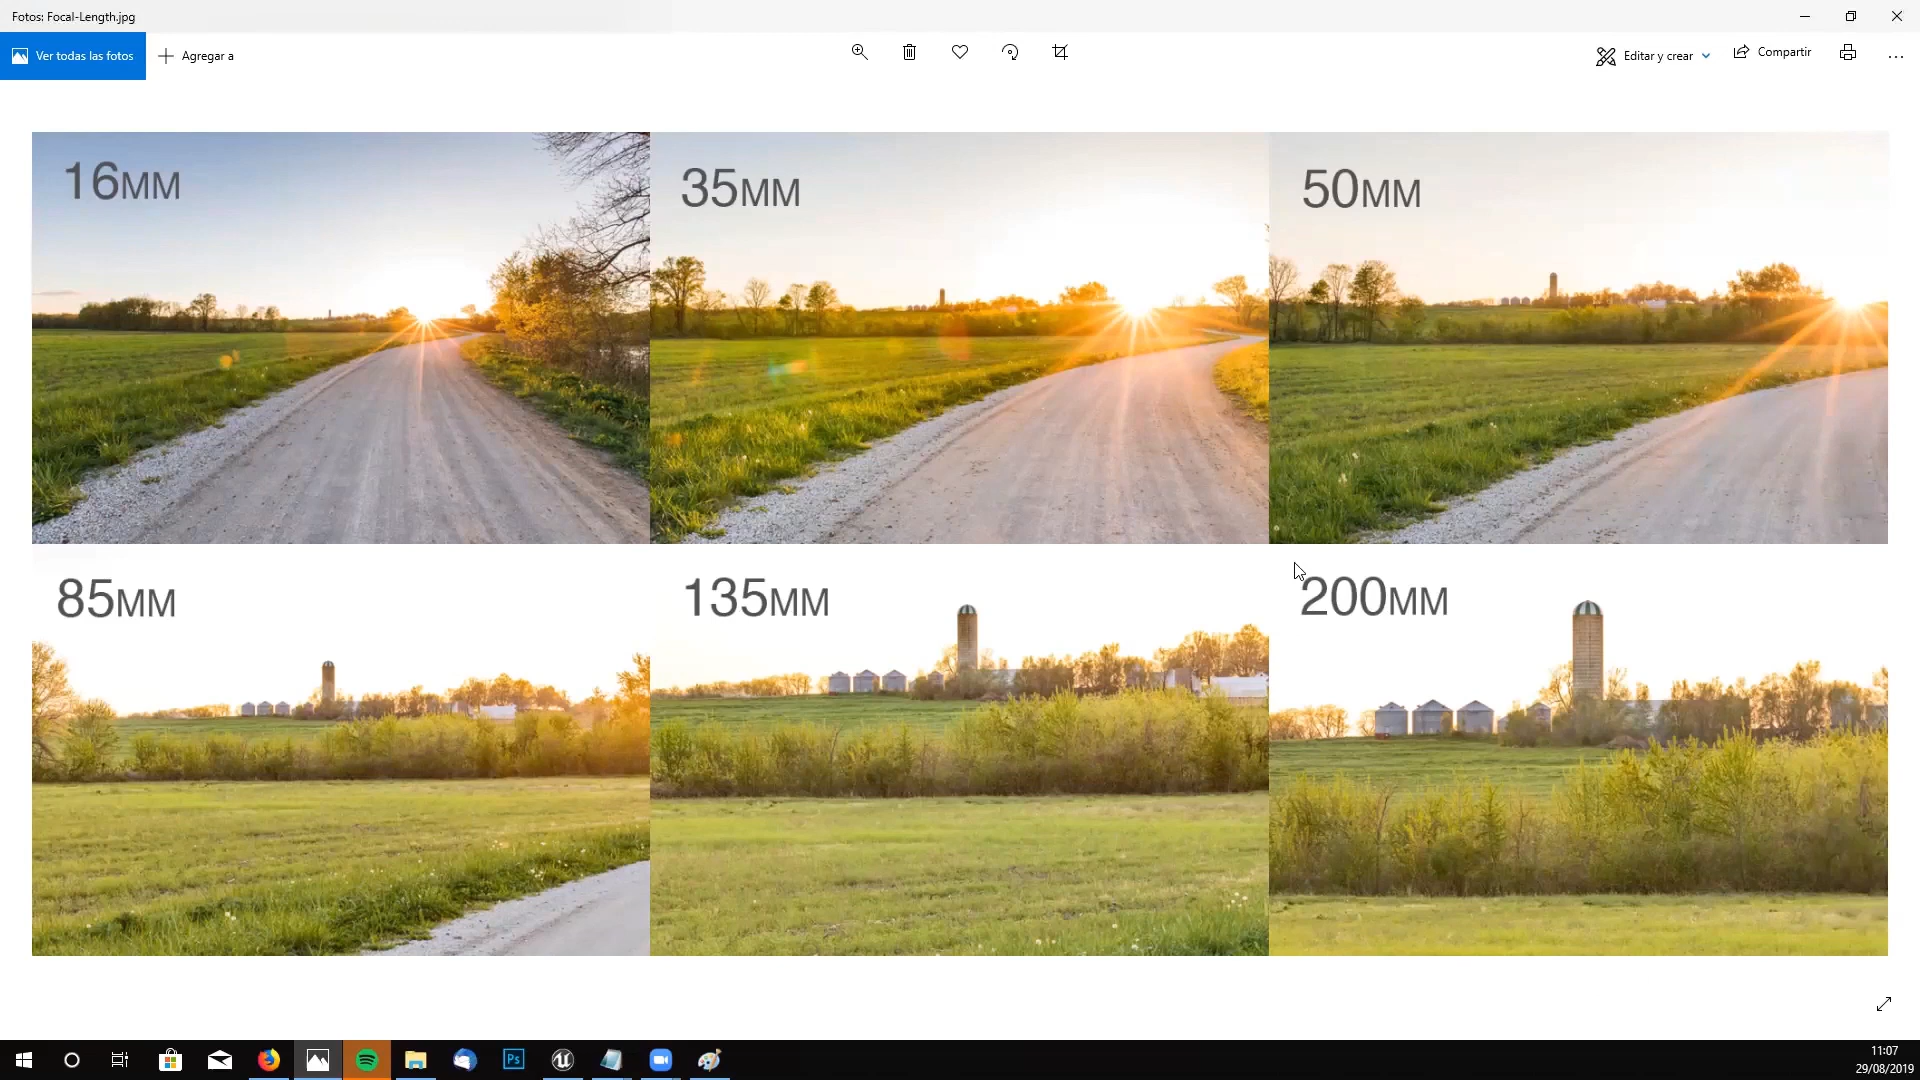 Fotos: Focal-Length.jpg
Ver todas las fotos
Agregar a
Editar y crear
Compartir
16MM
35MM
50MM
85MM
135MM
200MM
Ps
11:07
29/08/2019